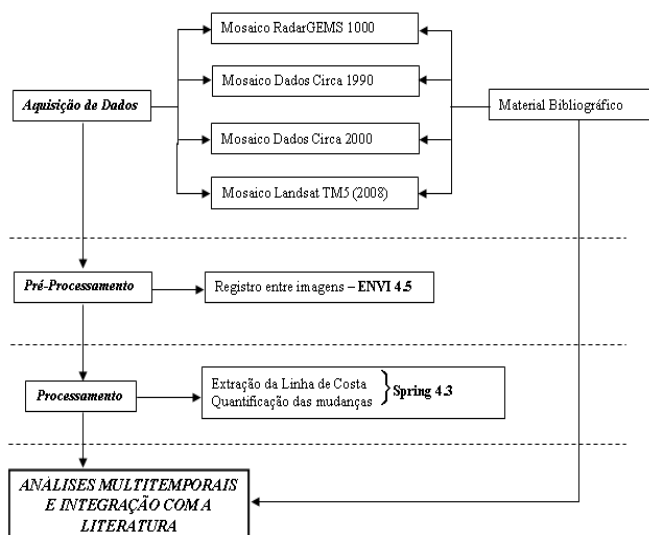 Mosaico RadarGEMS 1000
Mosaico Dados Circa 1990
Aquisição de Dados
Material Bibliográfico
Mosaico Dados Circa 2000
Mosaico Landsat TM5 (2008)
Pré-Processamento
Registro entre imagens – ENVI 4.5
Processamento
Extração da Linha de Costa
Quantificação das mudanças
Spring 4.3
ANÁLISES MULTITEMPORAIS
E INTEGRAÇÃO COM A
LITERATURA